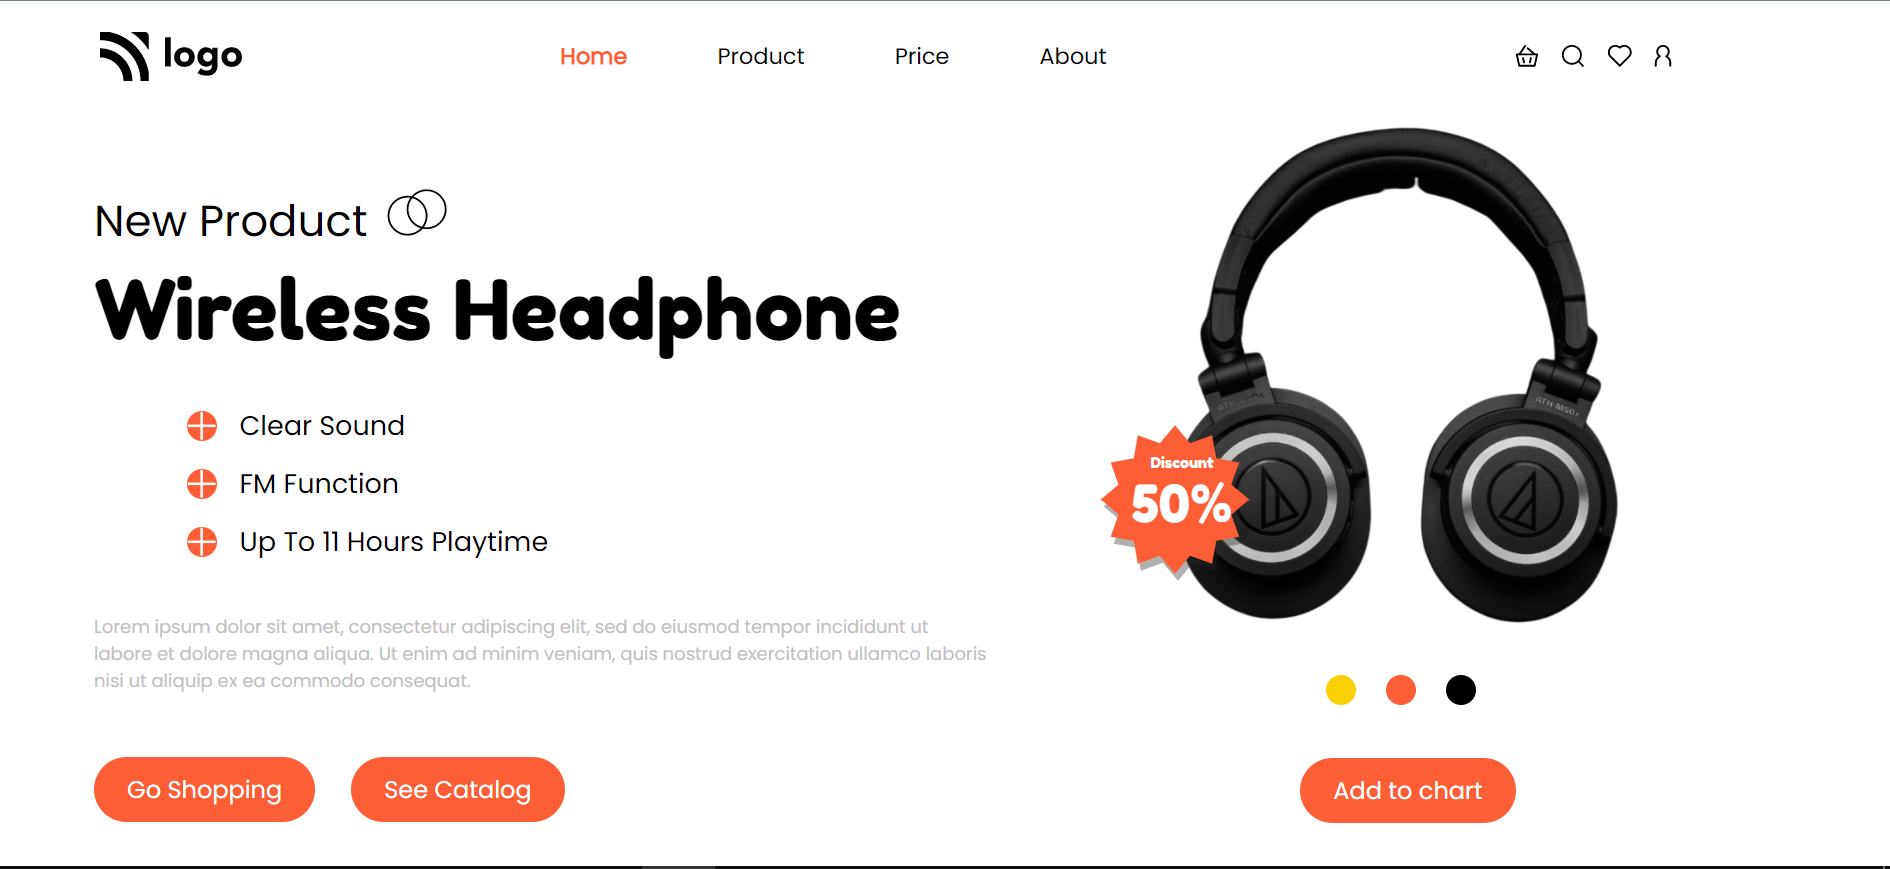 logo
Home
Product
Price
About
New Product
Wireless Headphone
Clear Sound
FM Function
Up To 11 Hours Playtime
Lorem ipsum dolor sit amet, consectetur adipiscing elit, sed do eiusmod tempor incididunt ut
labore et dolore magna aliqua. Ut enim ad minim veniam, quis nostrud exercitation ullamco laboris
nisi ut aliquip ex ea commodo consequat.
Go Shopping
See Catalog
ATH-M50x
Discount
50%
Add to chart